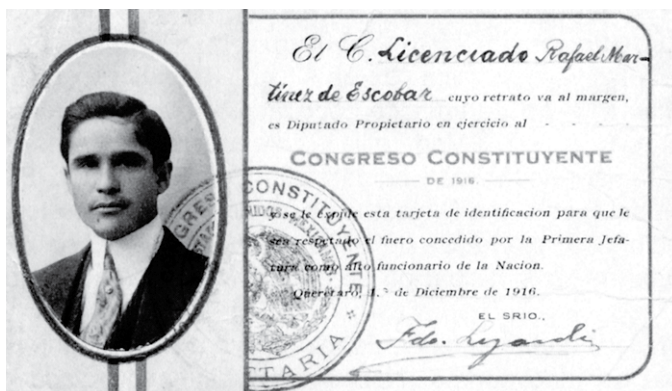 El C. Licenciado Rafael Mar-
tínez de Escobar cuyo retrato va al margen,
es Diputado Propietario en ejercicio al - - - -
CONGRESO CONSTITUYENTE
DE 1916.
y se le expide esta tarjeta de identificacion para que le
sea respetado el fuero concedido por la Primera Jefa-
tura como alto funcionario de la Nacion.
Querétaro, 1.º de Diciembre de 1916.
EL SRIO.,
Fdo. Lizardi
CONSTITUYENTE